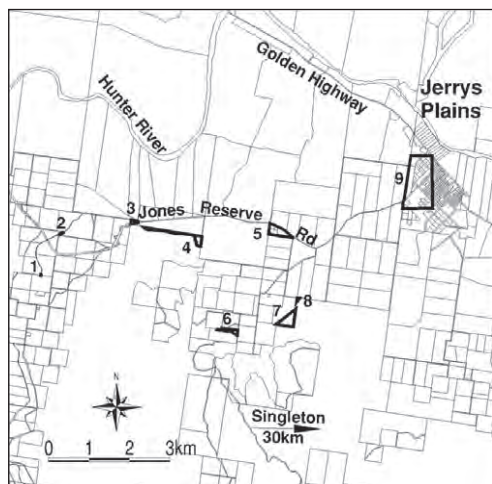 Golden Highway
Jerrys
Plains
Hunter River
9
3
Jones Reserve Rd
2
4
5
1
8
7
6
N
Singleton
30km
0 1 2 3km